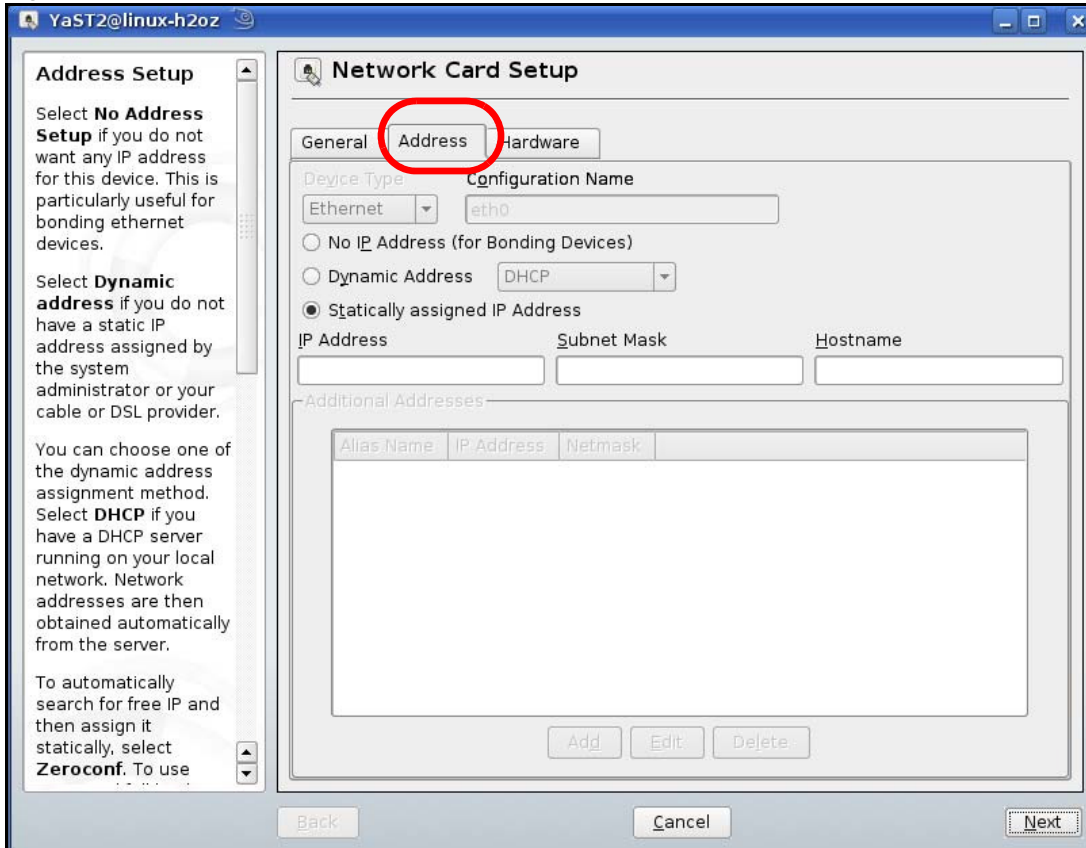 YaST2@linux-h2oz
Address Setup
Select No Address
Setup if you do not
want any IP address
for this device. This is
particularly useful for
bonding ethernet
devices.
Select Dynamic
address if you do not
have a static IP
address assigned by
the system
administrator or your
cable or DSL provider.
You can choose one of
the dynamic address
assignment method.
Select DHCP if you
have a DHCP server
running on your local
network. Network
addresses are then
obtained automatically
from the server.
To automatically
search for free IP and
then assign it
statically, select
Zeroconf. To use
Network Card Setup
General Address Hardware
Device Type Configuration Name
Ethernet eth0
No IP Address (for Bonding Devices)
Dynamic Address DHCP
Statically assigned IP Address
IP Address Subnet Mask Hostname
Additional Addresses
Alias Name IP Address Netmask
Add Edit Delete
Back Cancel Next